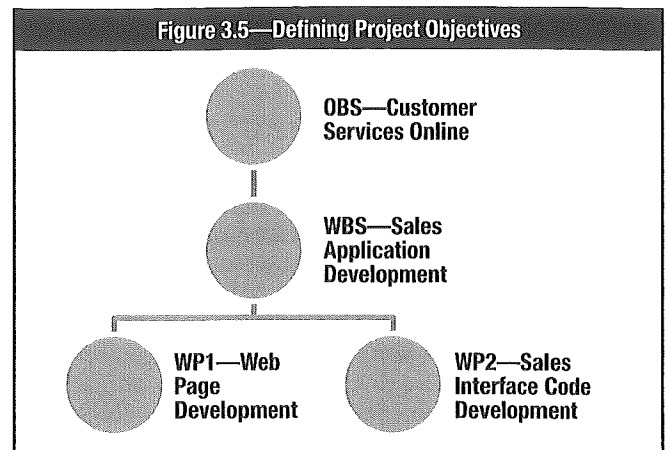 Figure 3.5—Defining Project Objectives
OBS—Customer
Services Online
WBS—Sales
Application
Development
WP1—Web
Page
Development
WP2—Sales
Interface Code
Development